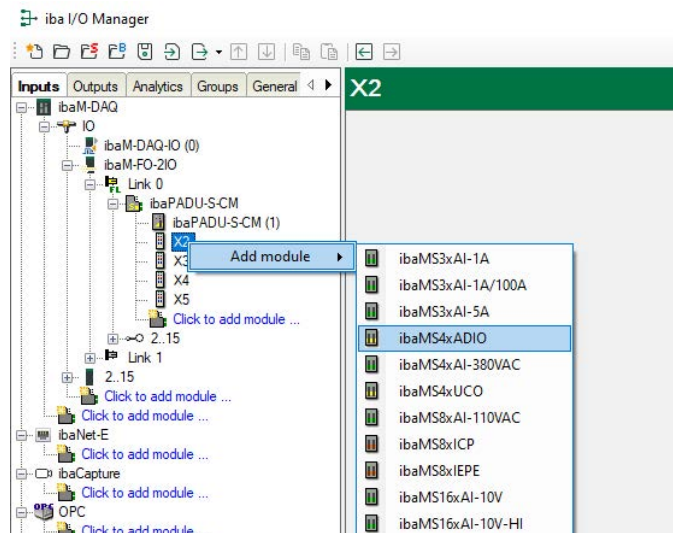 iba I/O Manager
Inputs Outputs Analytics Groups General
X2
ibaM-DAQ
IO
ibaM-DAQ-IO (0)
ibaM-FO-2IO
Link 0
ibaPADU-S-CM
ibaPADU-S-CM (1)
X2
X3
X4
X5
Click to add module ...
2..15
Link 1
2..15
Click to add module ...
Click to add module ...
ibaNet-E
Click to add module ...
ibaCapture
Click to add module ...
OPC
Click to add module
Add module
ibaMS3xAI-1A
ibaMS3xAI-1A/100A
ibaMS3xAI-5A
ibaMS4xADIO
ibaMS4xAI-380VAC
ibaMS4xUCO
ibaMS8xAI-110VAC
ibaMS8xICP
ibaMS8xIEPE
ibaMS16xAI-10V
ibaMS16xAI-10V-HI